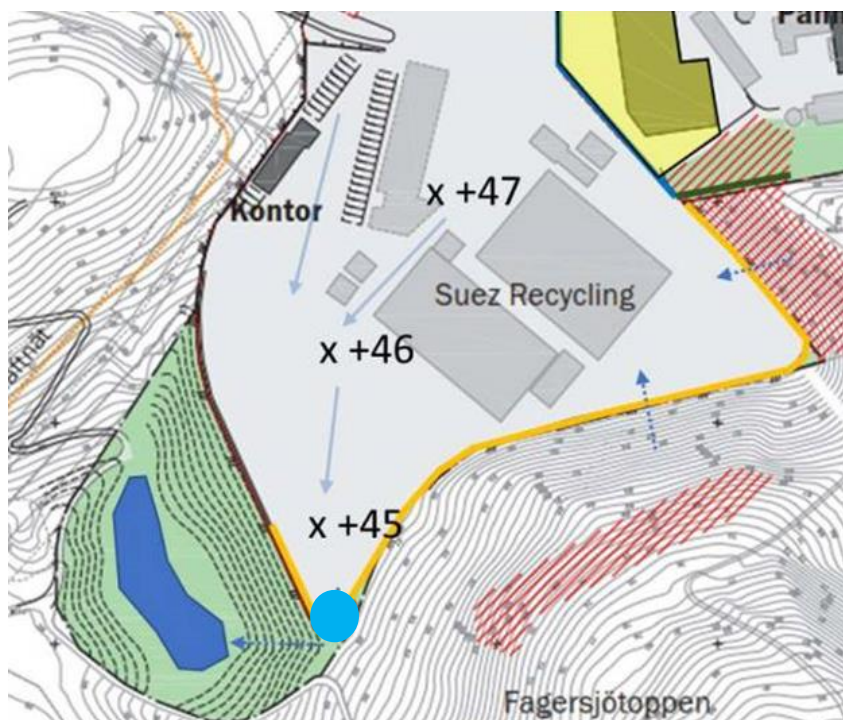 Kontor
x +47
Suez Recycling
x +46
x +45
Fagersjötoppen